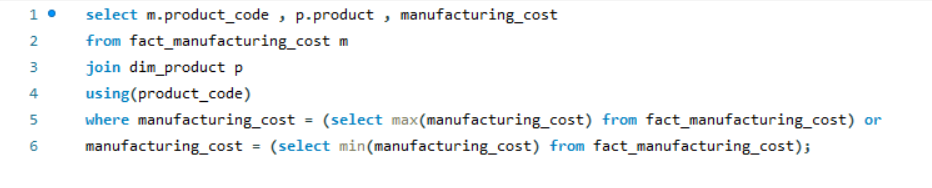 1 select m.product_code , p.product , manufacturing_cost
2 from fact_manufacturing_cost m
3 join dim_product p
4 using(product_code)
5 where manufacturing_cost = (select max(manufacturing_cost) from fact_manufacturing_cost) or
6 manufacturing_cost = (select min(manufacturing_cost) from fact_manufacturing_cost);